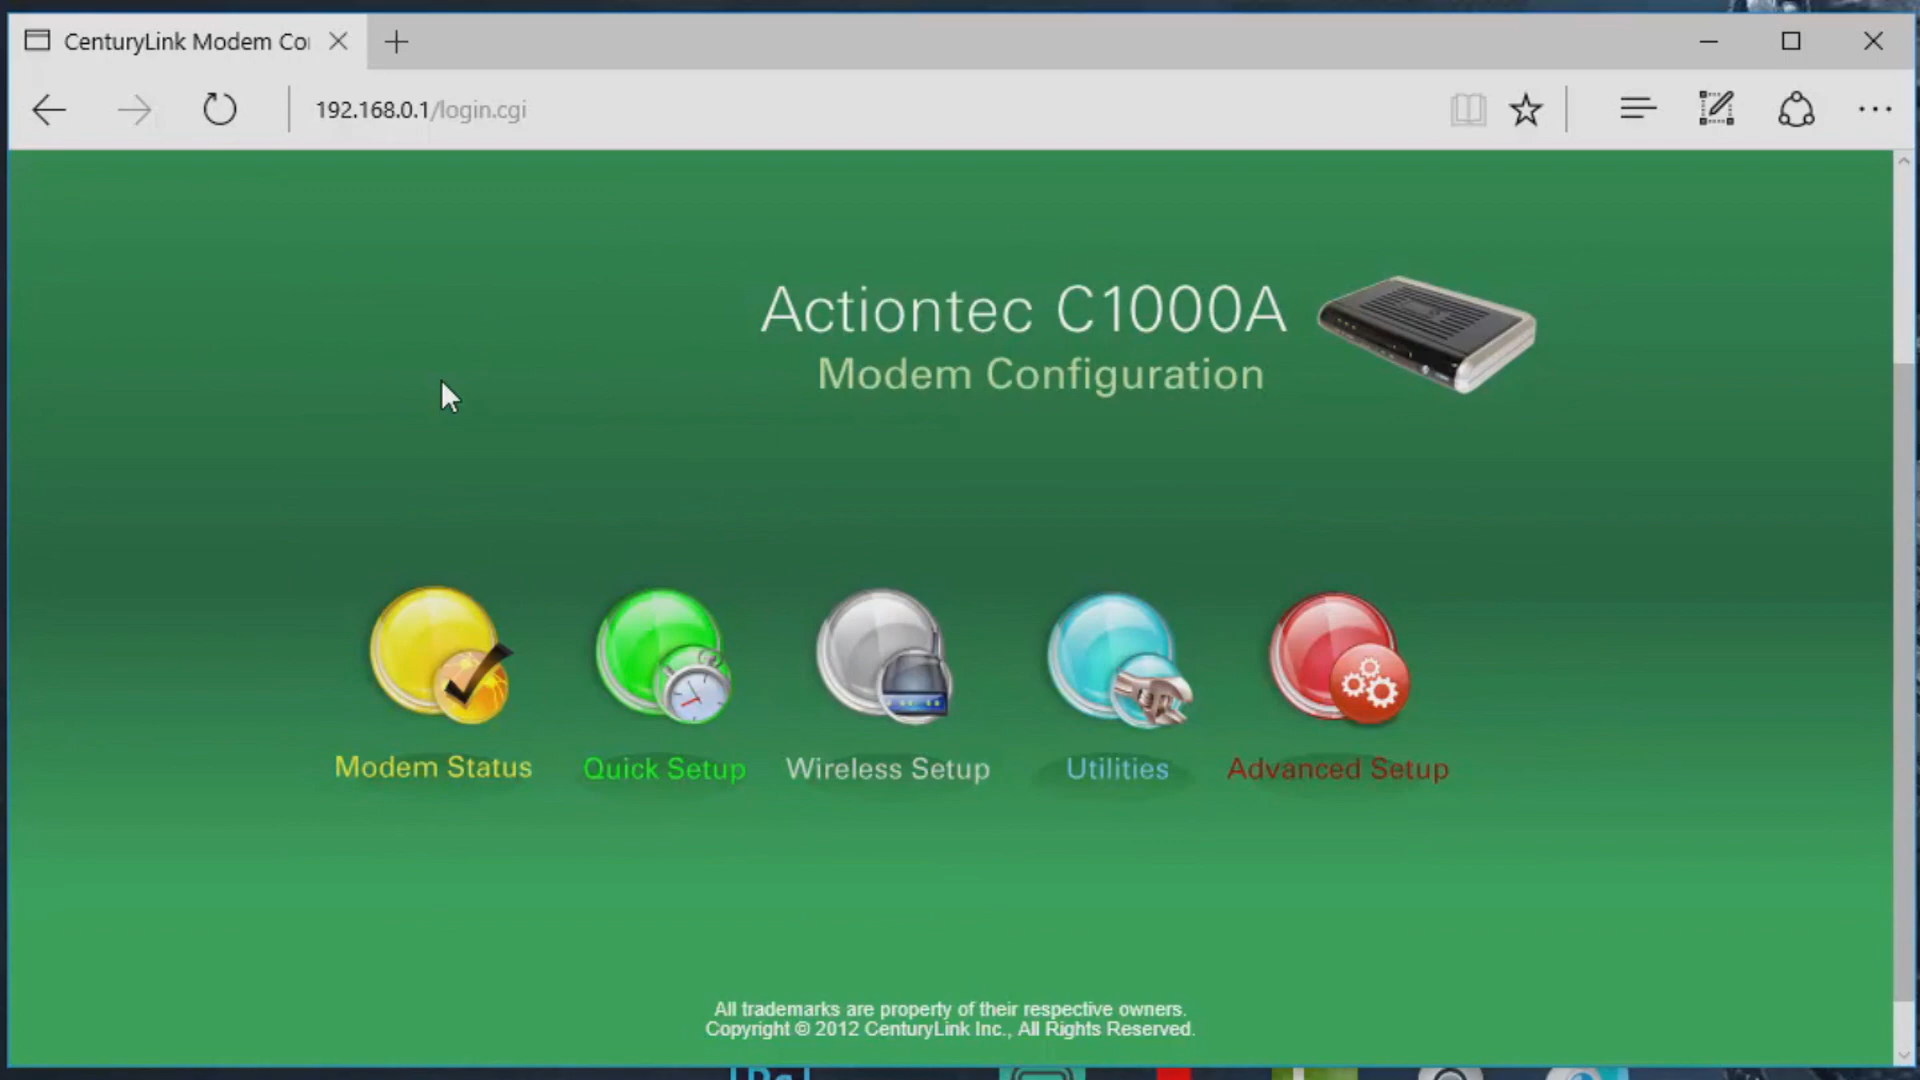 CenturyLink Modem Co
192.168.0.1/login.cgi
Actiontec C1000A
Modem Configuration
Modem Status
Quick Setup
Wireless Setup
Utilities
Advanced Setup
All trademarks are property of their respective owners.
Copyright © 2012 CenturyLink Inc., All Rights Reserved.